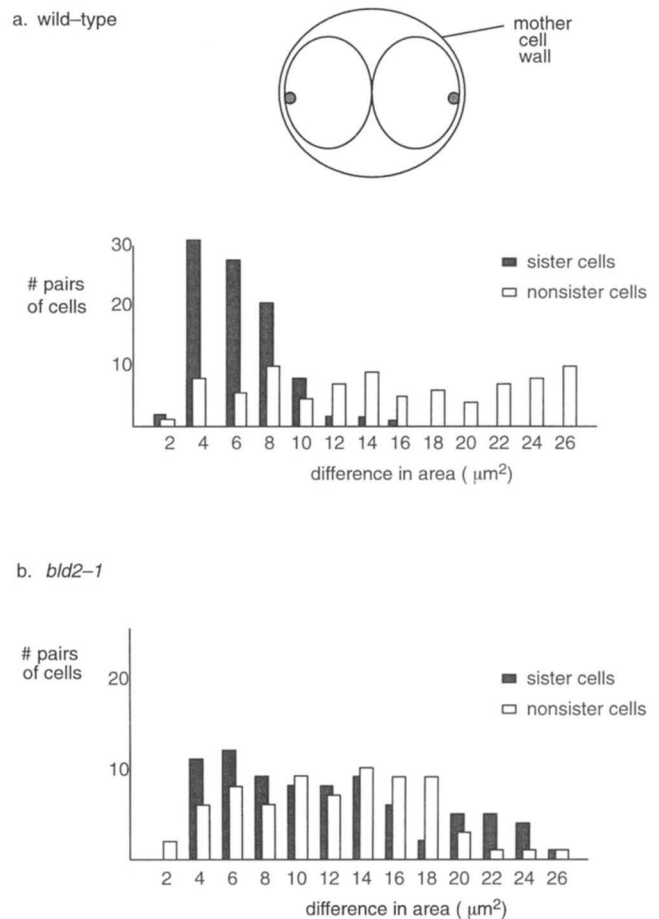 a. wild–type
mother
cell
wall
30
# pairs
of cells
20
10
sister cells
nonsister cells
2 4 6 8 10 12 14 16 18 20 22 24 26
difference in area ( μm²)
b. bld2–1
# pairs
of cells
20
10
sister cells
nonsister cells
2 4 6 8 10 12 14 16 18 20 22 24 26
difference in area ( μm²)